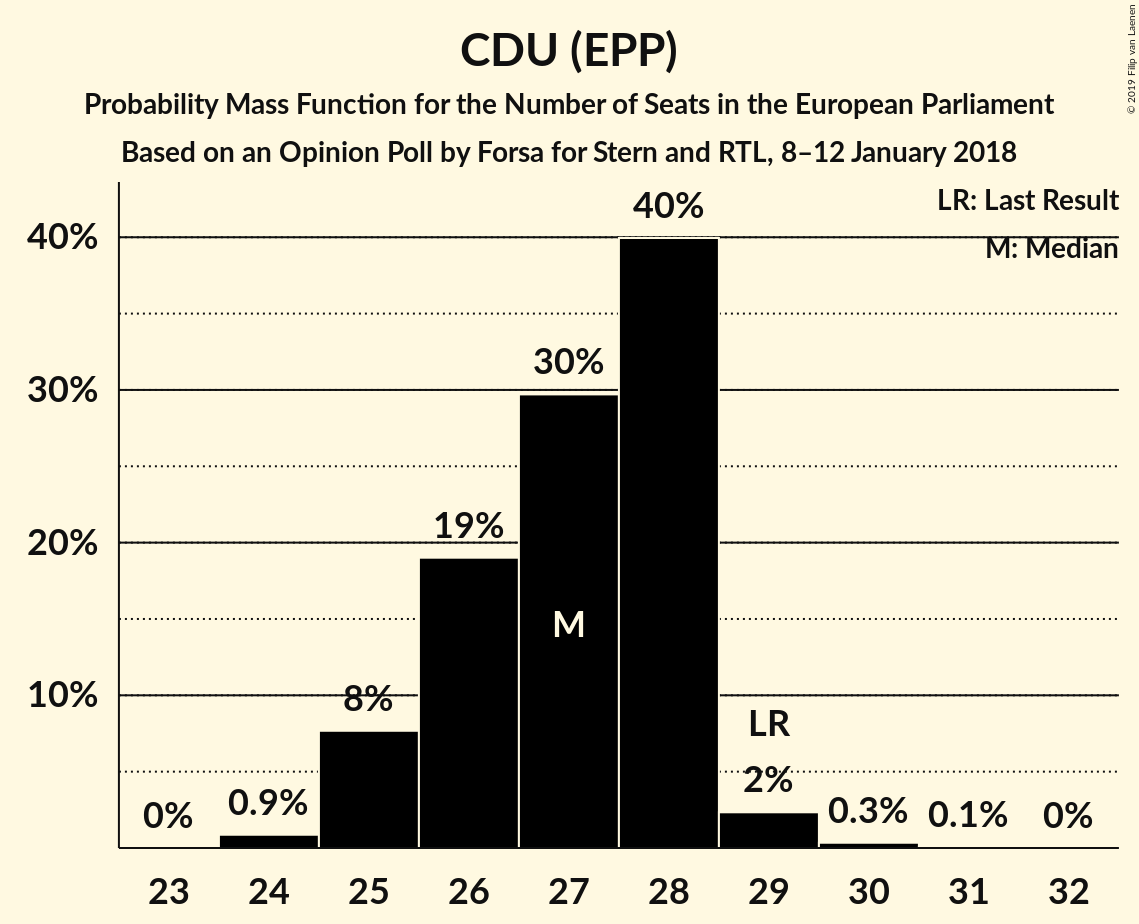 CDU (EPP)
Probability Mass Function for the Number of Seats in the European Parliament
Based on an Opinion Poll by Forsa for Stern and RTL, 8–12 January 2018
© 2019 Filip van Laenen
LR: Last Result
M: Median
40%
30%
20%
10%
0%
0.9%
8%
19%
30%
M
40%
LR
2%
0.3%
0.1%
0%
23 24 25 26 27 28 29 30 31 32